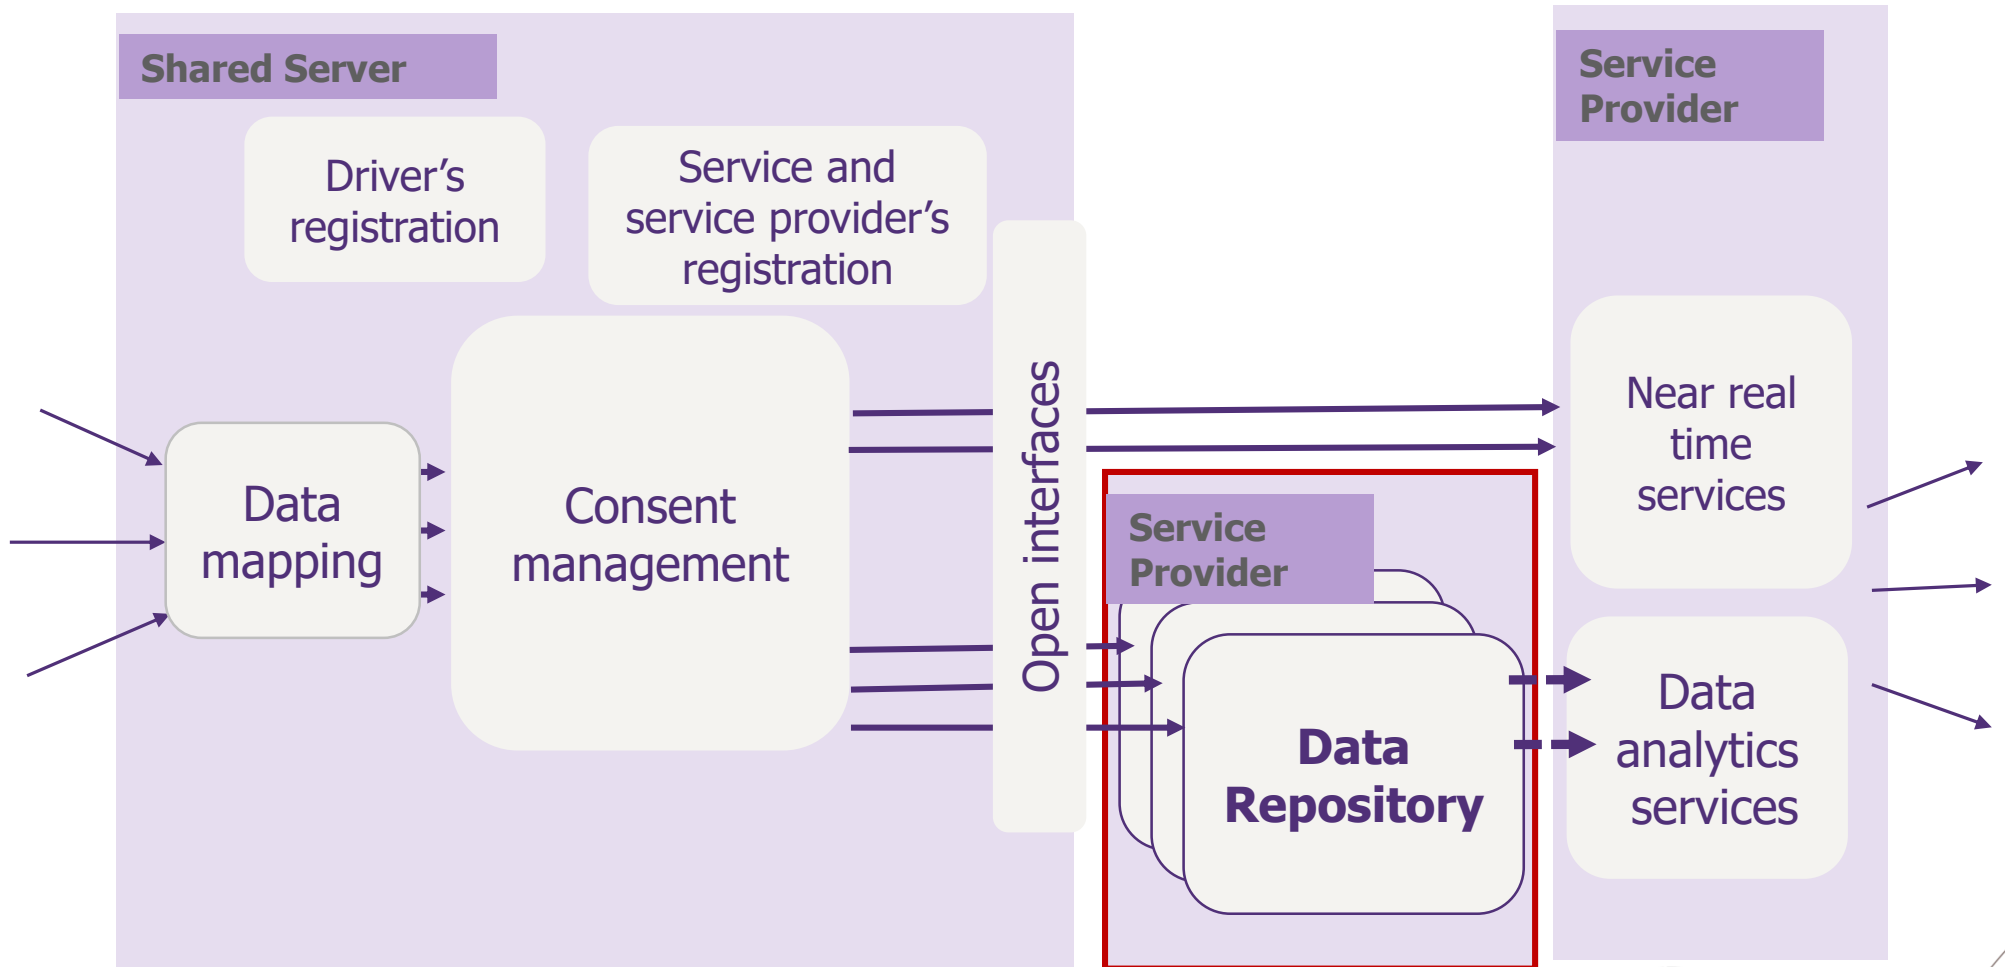 Shared Server
Driver’s
registration
Service and
service provider’s
registration
Data
mapping
Consent
management
Open interfaces
Service
Provider
Data
Repository
Service
Provider
Near real
time
services
Data
analytics
services